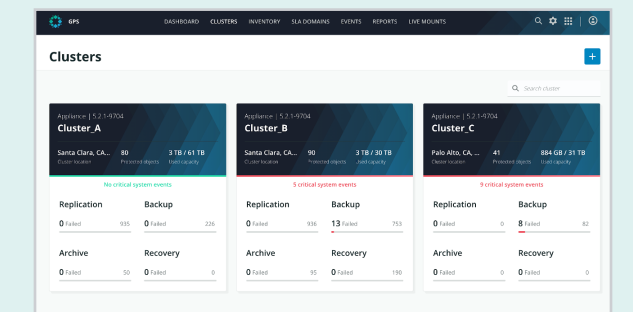 GPS DASHBOARD CLUSTERS INVENTORY SLA DOMAINS EVENTS REPORTS LIVE MOUNTS
Clusters
Search cluster
Appliance | 5.2.1-9704
Cluster_A
Santa Clara, CA... 80 3 TB / 61 TB
Cluster location Protected objects Used capacity
No critical system events
Replication Backup
0 Failed 935 0 Failed 226
Archive Recovery
0 Failed 50 0 Failed 0
Appliance | 5.2.1-9704
Cluster_B
Santa Clara, CA... 90 3 TB / 30 TB
Cluster location Protected objects Used capacity
5 critical system events
Replication Backup
0 Failed 936 13 Failed 753
Archive Recovery
0 Failed 95 0 Failed 190
Appliance | 5.2.1-9704
Cluster_C
Palo Alto, CA, ... 41 884 GB / 31 TB
Cluster location Protected objects Used capacity
9 critical system events
Replication Backup
0 Failed 0 8 Failed 82
Archive Recovery
0 Failed 0 0 Failed 0